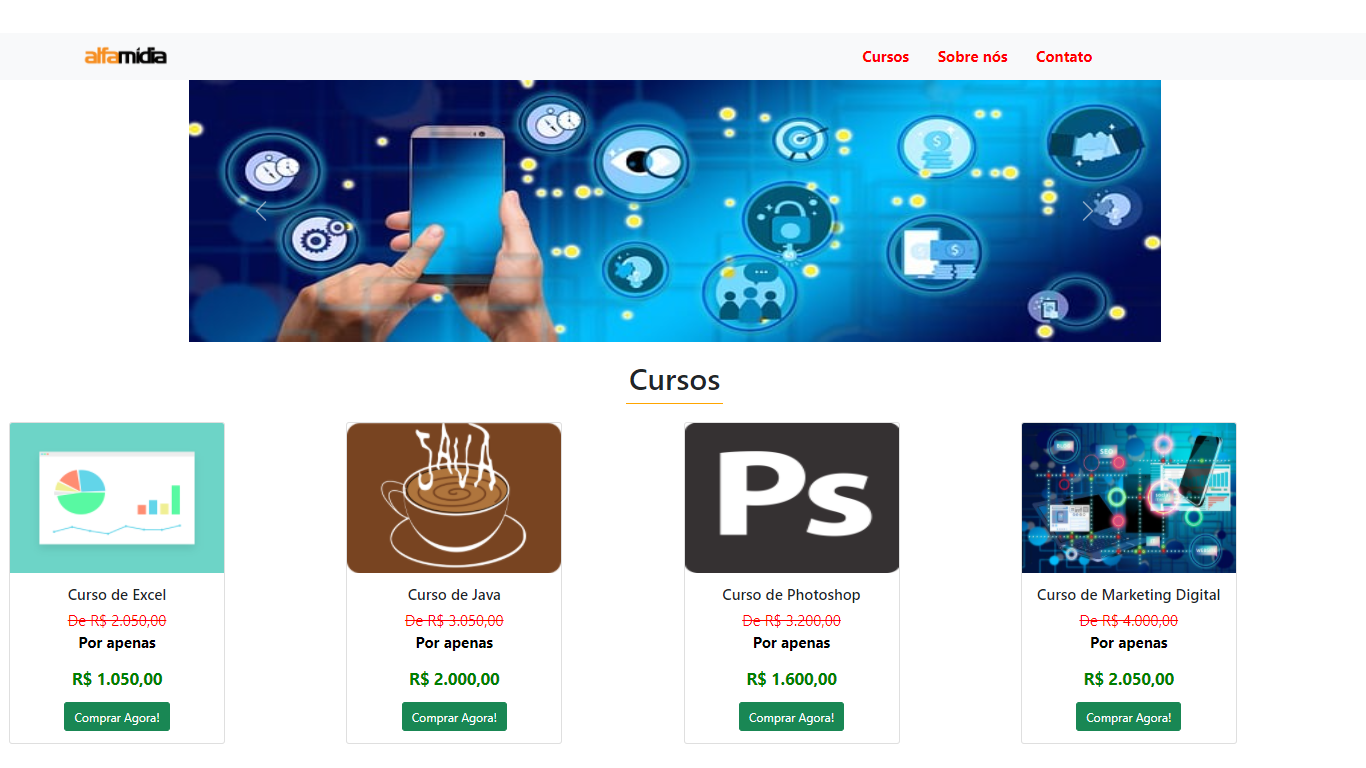 alfamídia
Cursos Sobre nós Contato
Cursos
JAVA
Ps
SEO
Curso de Excel
De R$ 2.050,00
Por apenas
R$ 1.050,00
Comprar Agora!
Curso de Java
De R$ 3.050,00
Por apenas
R$ 2.000,00
Comprar Agora!
Curso de Photoshop
De R$ 3.200,00
Por apenas
R$ 1.600,00
Comprar Agora!
Curso de Marketing Digital
De R$ 4.000,00
Por apenas
R$ 2.050,00
Comprar Agora!